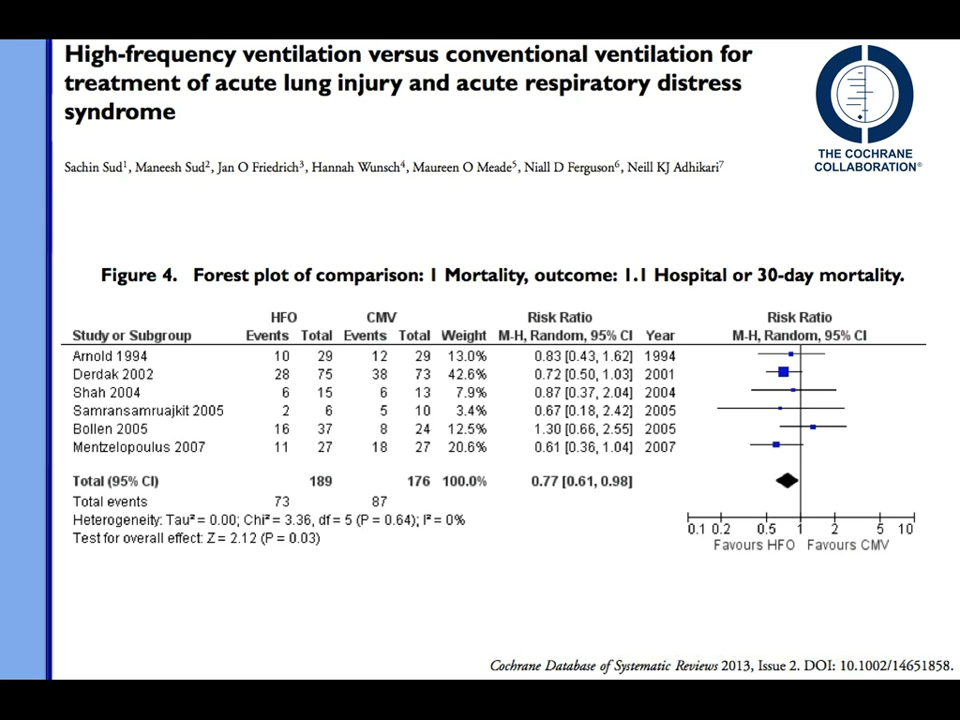 High-frequency ventilation versus conventional ventilation for
treatment of acute lung injury and acute respiratory distress
syndrome
THE COCHRANE
COLLABORATION®
Sachin Sud¹, Maneesh Sud², Jan O Friedrich³, Hannah Wunsch⁴, Maureen O Meade⁵, Niall D Ferguson⁶, Neill KJ Adhikari⁷
Figure 4. Forest plot of comparison: 1 Mortality, outcome: 1.1 Hospital or 30-day mortality.
HFO CMV Risk Ratio Risk Ratio
Study or Subgroup Events Total Events Total Weight M-H, Random, 95% CI Year M-H, Random, 95% CI
Arnold 1994 10 29 12 29 13.0% 0.83 [0.43, 1.62] 1994
Derdak 2002 28 75 38 73 42.6% 0.72 [0.50, 1.03] 2001
Shah 2004 6 15 6 13 7.9% 0.87 [0.37, 2.04] 2004
Samransamruajkit 2005 2 6 5 10 3.4% 0.67 [0.18, 2.42] 2005
Bollen 2005 16 37 8 24 12.5% 1.30 [0.66, 2.55] 2005
Mentzelopoulus 2007 11 27 18 27 20.6% 0.61 [0.36, 1.04] 2007
Total (95% CI) 189 176 100.0% 0.77 [0.61, 0.98]
Total events 73 87
Heterogeneity: Tau² = 0.00; Chi² = 3.36, df = 5 (P = 0.64); I² = 0%
Test for overall effect: Z = 2.12 (P = 0.03)
0.1 0.2 0.5 1 2 5 10
Favours HFO Favours CMV
Cochrane Database of Systematic Reviews 2013, Issue 2. DOI: 10.1002/14651858.